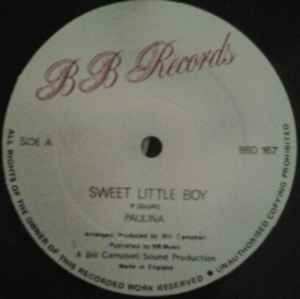 BB Records
SIDE A
BBD 167
SWEET LITTLE BOY
PAULINA
Arranged, Produced by Bill Campbell
Published by BB Music
A Bill Campbell Sound Production
Made in England
ALL RIGHTS OF THE OWNER OF THIS RECORDED WORK RESERVED • UNAUTHORISED COPYING PROHIBITED